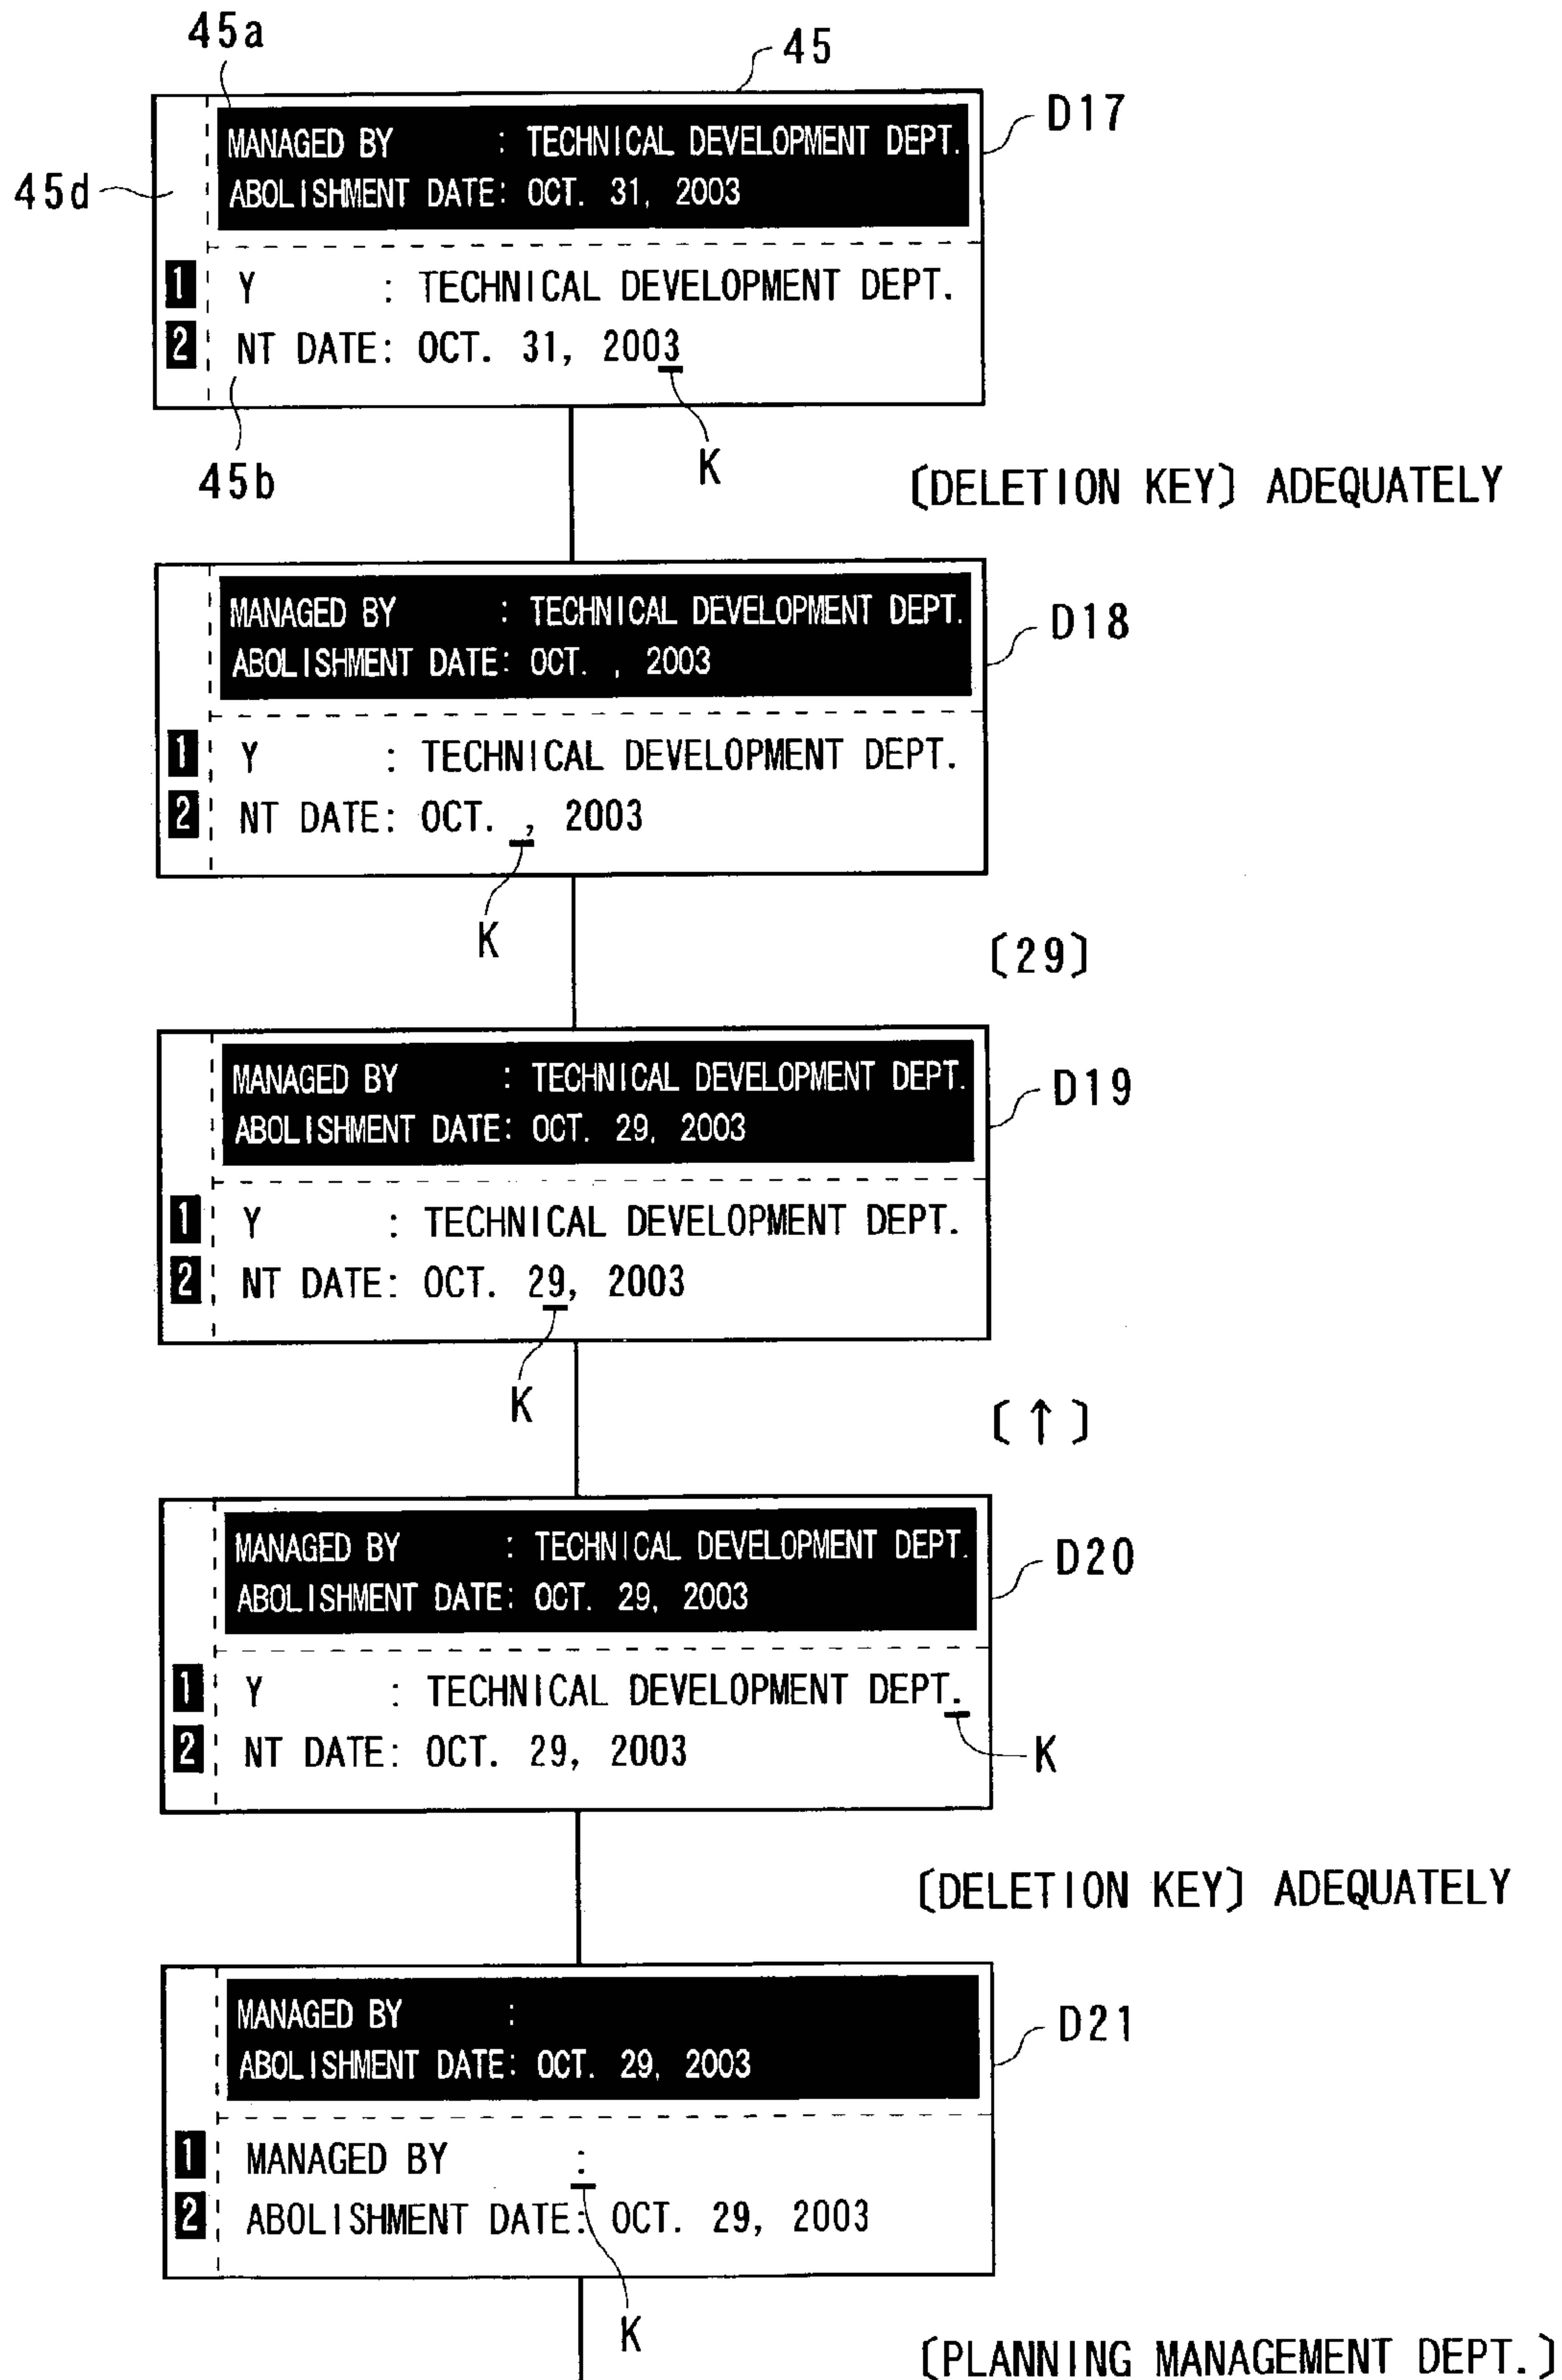 45a
45
D17
MANAGED BY : TECHNICAL DEVELOPMENT DEPT.
45d
ABOLISHMENT DATE: OCT. 31, 2003
1 Y : TECHNICAL DEVELOPMENT DEPT.
2 NT DATE: OCT. 31, 2003
K
45b
〔DELETION KEY〕 ADEQUATELY
MANAGED BY : TECHNICAL DEVELOPMENT DEPT.
D18
ABOLISHMENT DATE: OCT. , 2003
1 Y : TECHNICAL DEVELOPMENT DEPT.
2 NT DATE: OCT. , 2003
K
〔29〕
MANAGED BY : TECHNICAL DEVELOPMENT DEPT.
D19
ABOLISHMENT DATE: OCT. 29, 2003
1 Y : TECHNICAL DEVELOPMENT DEPT.
2 NT DATE: OCT. 29, 2003
K
〔↑〕
MANAGED BY : TECHNICAL DEVELOPMENT DEPT.
D20
ABOLISHMENT DATE: OCT. 29, 2003
1 Y : TECHNICAL DEVELOPMENT DEPT.
2 NT DATE: OCT. 29, 2003
K
〔DELETION KEY〕 ADEQUATELY
MANAGED BY :
D21
ABOLISHMENT DATE: OCT. 29, 2003
1 MANAGED BY :
2 ABOLISHMENT DATE: OCT. 29, 2003
K
〔PLANNING MANAGEMENT DEPT.〕